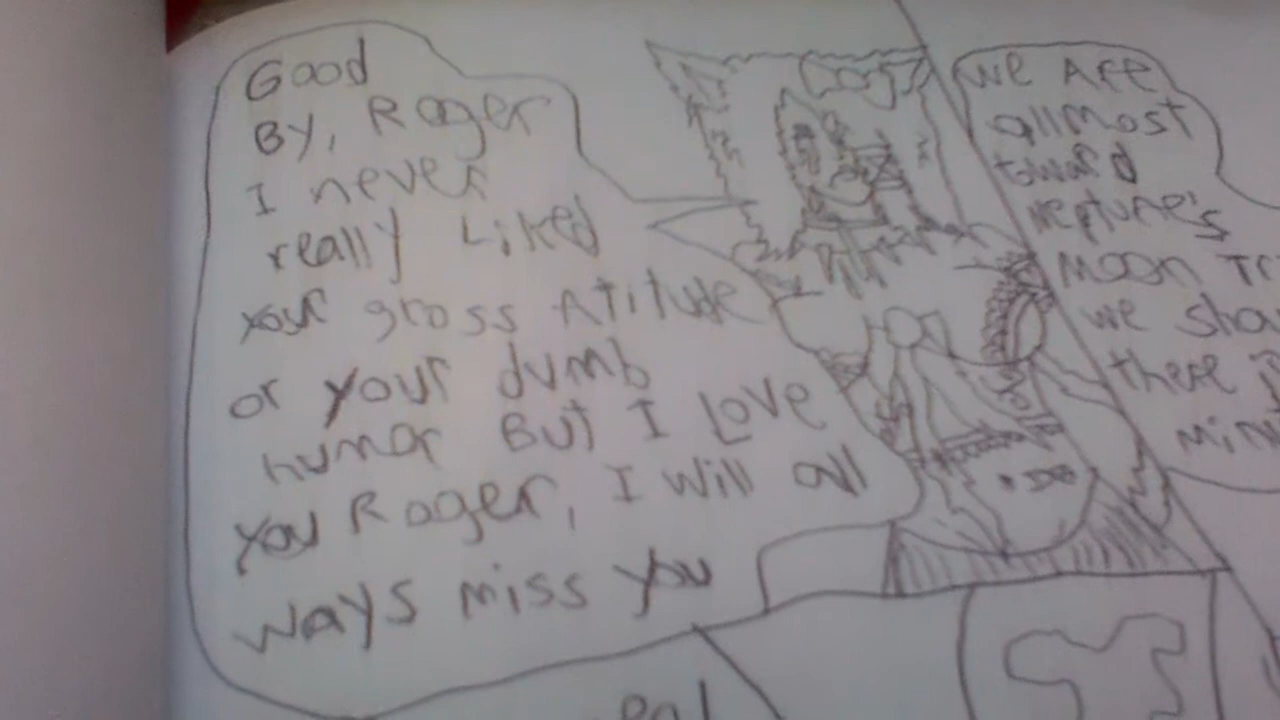 Good
By, Roger
I never
really Liked
your gross Atitude
or your dumb
humor But I Love
you Roger, I will all
ways miss you
We Are
allmost
tward
neptune's
moon
we
there